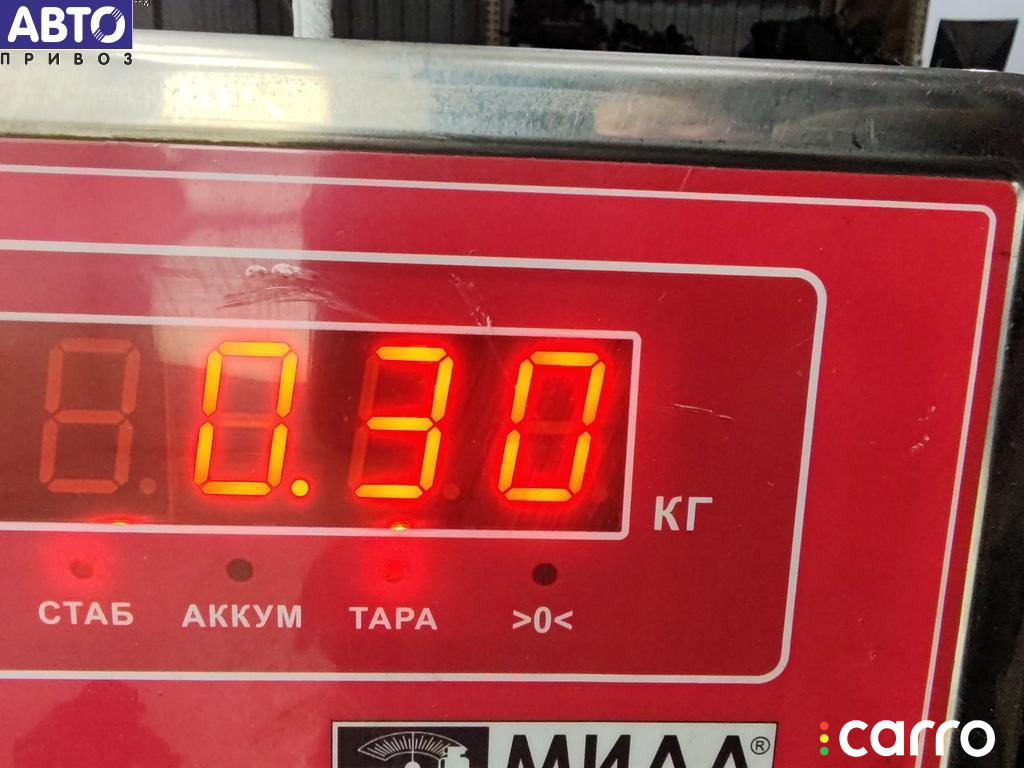 АВТО
ПРИВОЗ
0.30
КГ
СТАБ АККУМ ТАРА >0<
®
carro